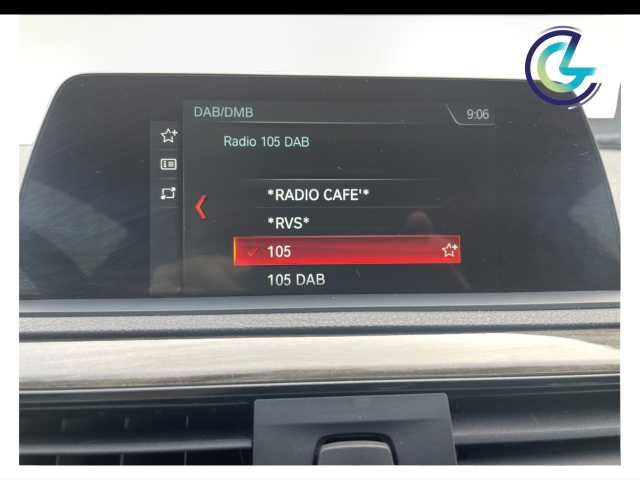 DAB/DMB
9:06
Radio 105 DAB
*RADIO CAFE'*
*RVS*
105
105 DAB